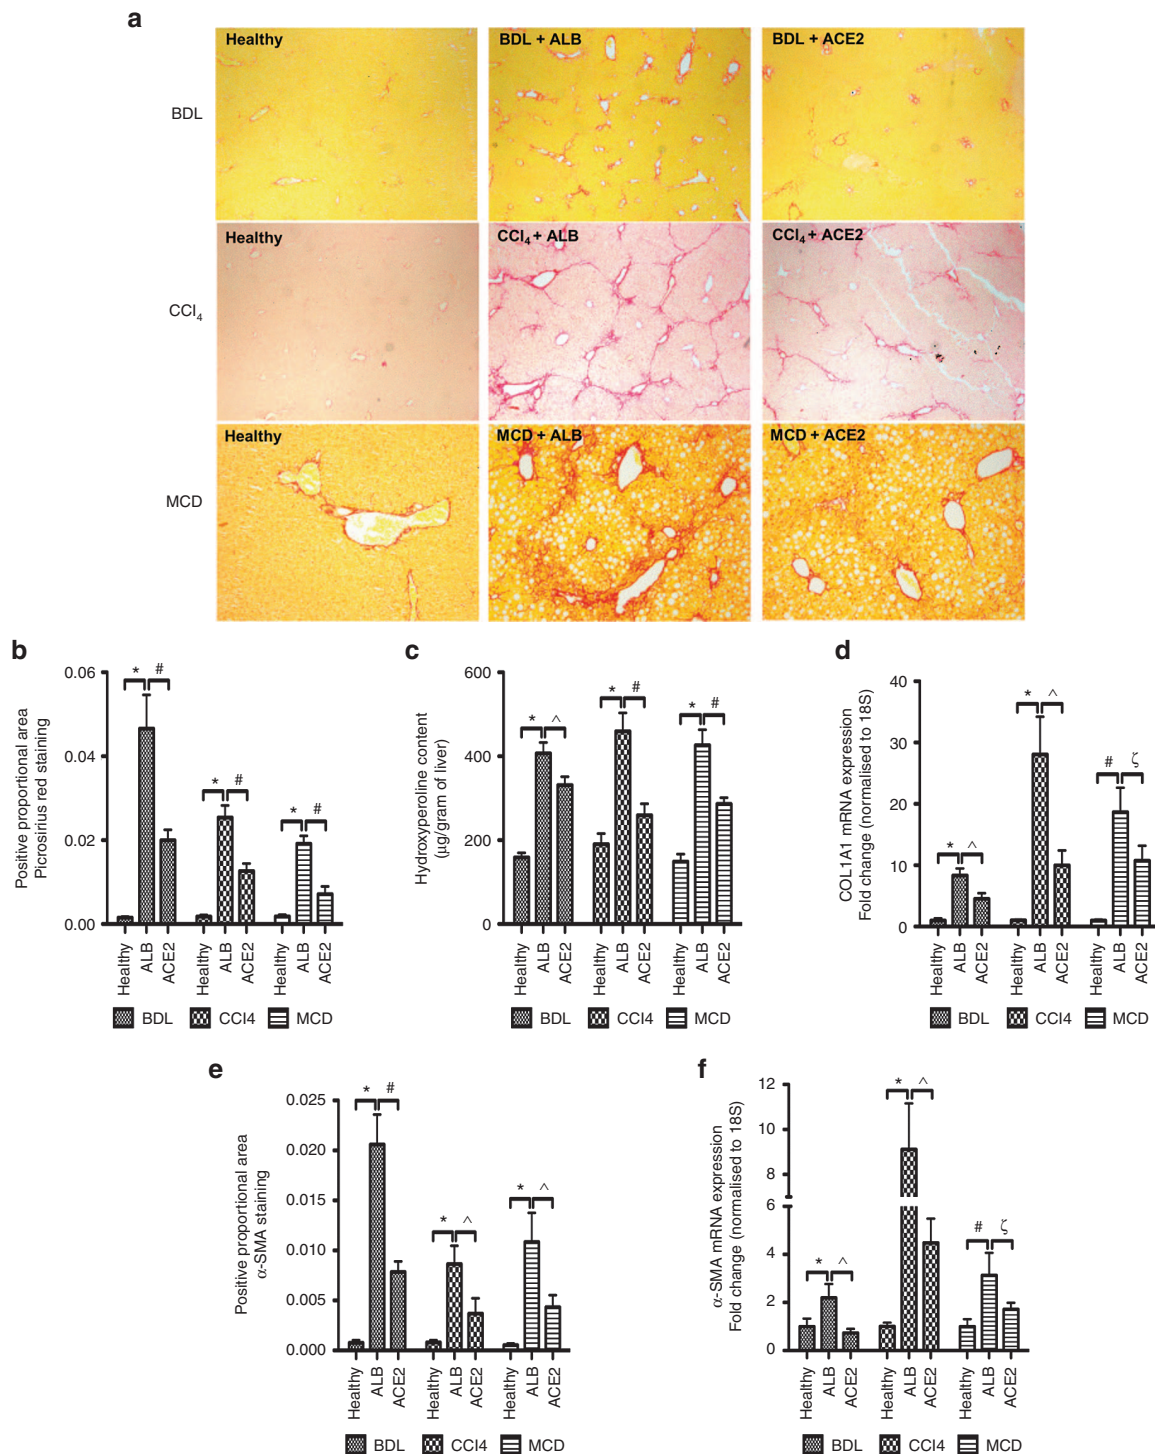 a
Healthy
BDL + ALB
BDL + ACE2
BDL
Healthy
CCl4 + ALB
CCl4 + ACE2
CCl4
Healthy
MCD + ALB
MCD + ACE2
MCD
b
Positive proportional area
Picrosirius red staining
0.06
0.04
0.02
0.00
* #
* #
* #
Healthy ALB ACE2 Healthy ALB ACE2 Healthy ALB ACE2
BDL CCl4 MCD
c
Hydroxyperoline content
(µg/gram of liver)
600
400
200
0
* ^
* #
* #
Healthy ALB ACE2 Healthy ALB ACE2 Healthy ALB ACE2
BDL CCl4 MCD
d
COL1A1 mRNA expression
Fold change (normalised to 18S)
40
30
20
10
0
* ^
* ^
# ζ
Healthy ALB ACE2 Healthy ALB ACE2 Healthy ALB ACE2
BDL CCl4 MCD
e
Positive proportional area
α-SMA staining
0.025
0.020
0.015
0.010
0.005
0.000
* #
* ^
* ^
Healthy ALB ACE2 Healthy ALB ACE2 Healthy ALB ACE2
BDL CCl4 MCD
f
α-SMA mRNA expression
Fold change (normalised to 18S)
12
10
8
6
4
2
0
* ^
* ^
# ζ
Healthy ALB ACE2 Healthy ALB ACE2 Healthy ALB ACE2
BDL CCl4 MCD